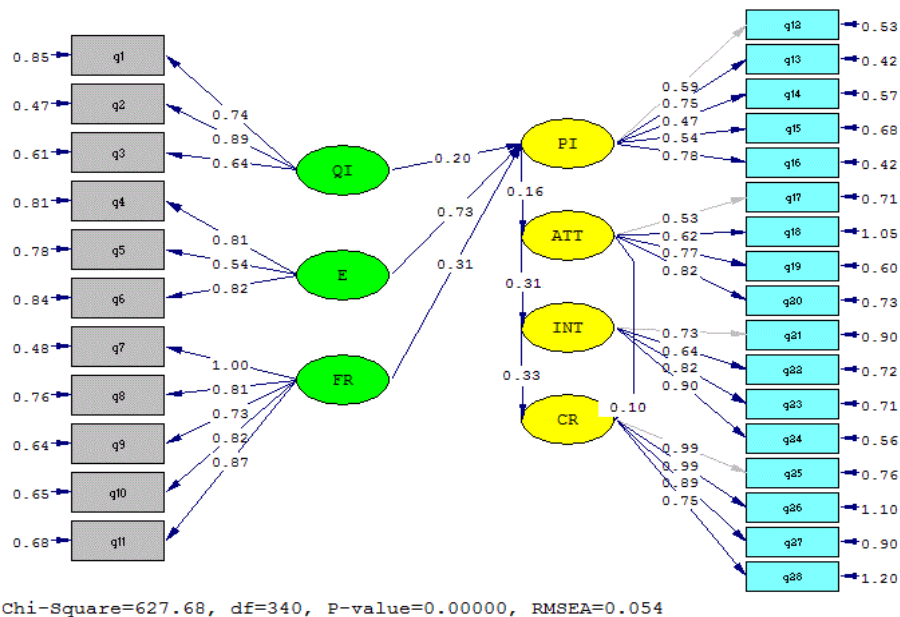 0.85 q1
0.47 q2
0.61 q3
0.81 q4
0.78 q5
0.84 q6
0.48 q7
0.76 q8
0.64 q9
0.65 q10
0.68 q11
0.74
0.89
0.64
0.81
0.54
0.82
1.00
0.81
0.73
0.82
0.87
QI
E
FR
0.20
0.73
0.31
PI
0.16
ATT
0.31
INT
0.33
CR
0.10
0.59
0.75
0.47
0.54
0.78
0.53
0.62
0.77
0.82
0.73
0.64
0.82
0.90
0.99
0.99
0.89
0.75
q12 0.53
q13 0.42
q14 0.57
q15 0.68
q16 0.42
q17 0.71
q18 1.05
q19 0.60
q20 0.73
q21 0.90
q22 0.72
q23 0.71
q24 0.56
q25 0.76
q26 1.10
q27 0.90
q28 1.20
Chi-Square=627.68, df=340, P-value=0.00000, RMSEA=0.054